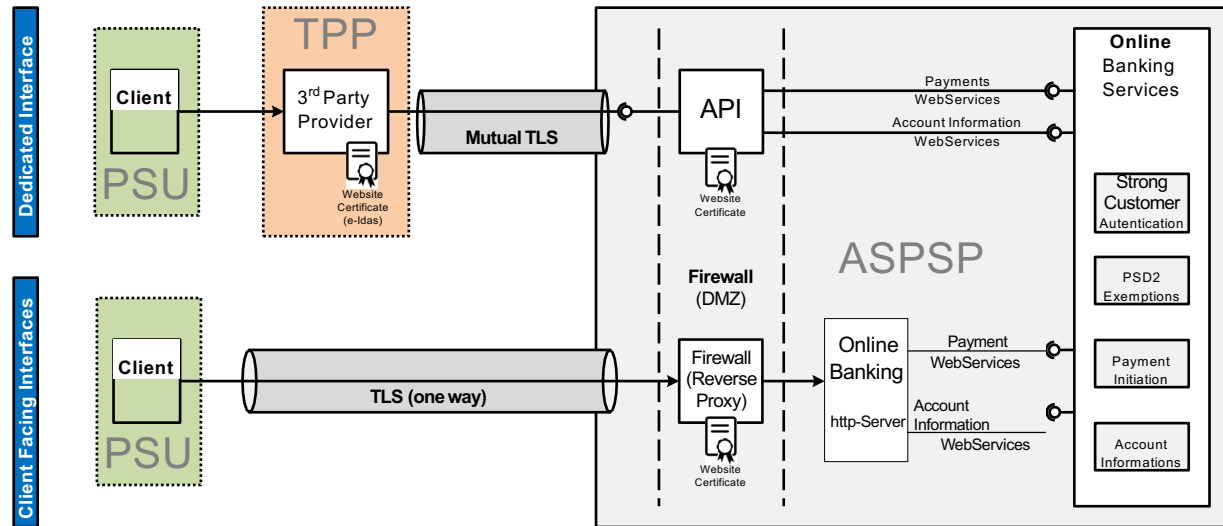 Dedicated Interface
Client
PSU
TPP
3rd Party
Provider
Website
Certificate
(e-Idas)
Mutual TLS
API
Website
Certificate
Payments
WebServices
Account Information
WebServices
Online
Banking
Services
Strong
Customer
Autentication
PSD2
Exemptions
Payment
Initiation
Account
Informations
ASPSP
Firewall
(DMZ)
Client Facing Interfaces
Client
PSU
TLS (one way)
Firewall
(Reverse
Proxy)
Website
Certificate
Online
Banking
http-Server
Payment
WebServices
Account
Information
WebServices